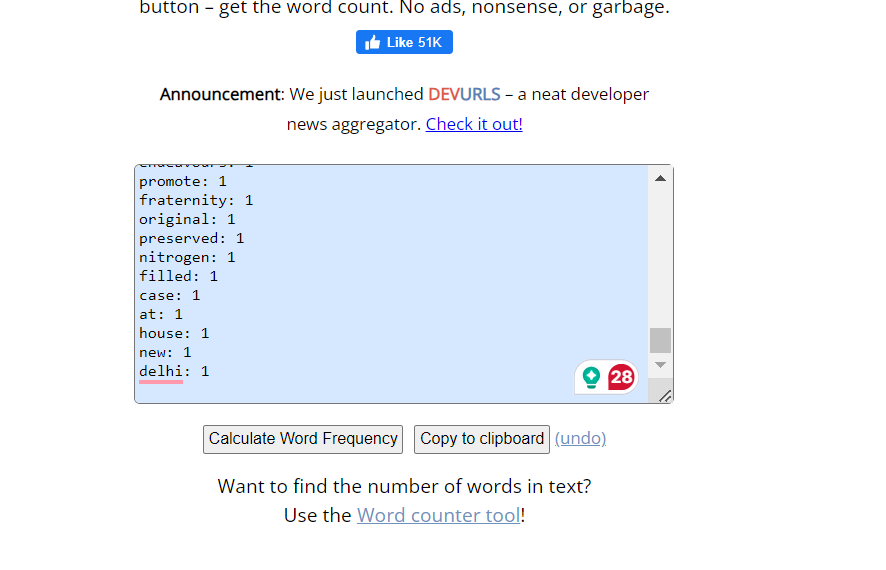 button – get the word count. No ads, nonsense, or garbage.
Like 51K
Announcement: We just launched DEVURLS – a neat developer
news aggregator. Check it out!
promote: 1
fraternity: 1
original: 1
preserved: 1
nitrogen: 1
filled: 1
case: 1
at: 1
house: 1
new: 1
delhi: 1
28
Calculate Word Frequency Copy to clipboard (undo)
Want to find the number of words in text?
Use the Word counter tool!